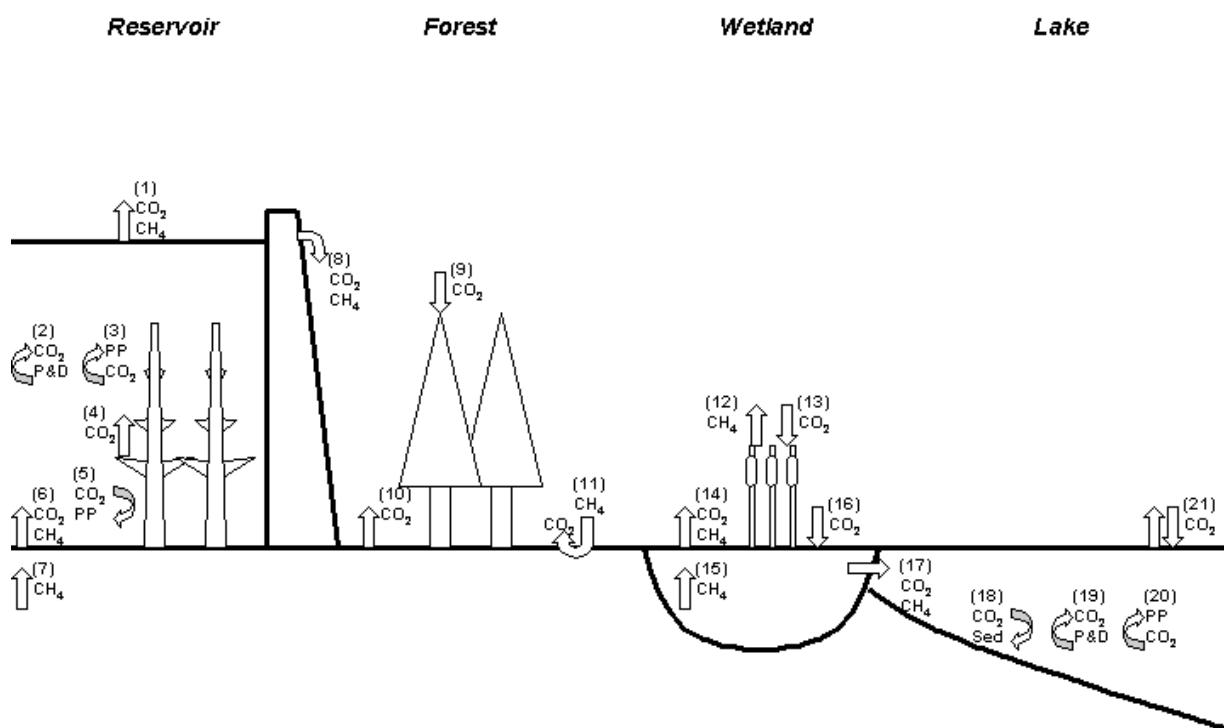 Reservoir
Forest
Wetland
Lake
(1)
CO₂
CH₄
(8)
CO₂
CH₄
(9)
CO₂
(2)
CO₂
P&D
(3)
PP
CO₂
(4)
CO₂
(5)
CO₂
PP
(6)
CO₂
CH₄
(7)
CH₄
(10)
CO₂
(11)
CH₄
CO₂
(12)
CH₄
(13)
CO₂
(14)
CO₂
CH₄
(15)
CH₄
(16)
CO₂
(17)
CO₂
CH₄
(18)
CO₂
Sed
(19)
CO₂
P&D
(20)
PP
CO₂
(21)
CO₂